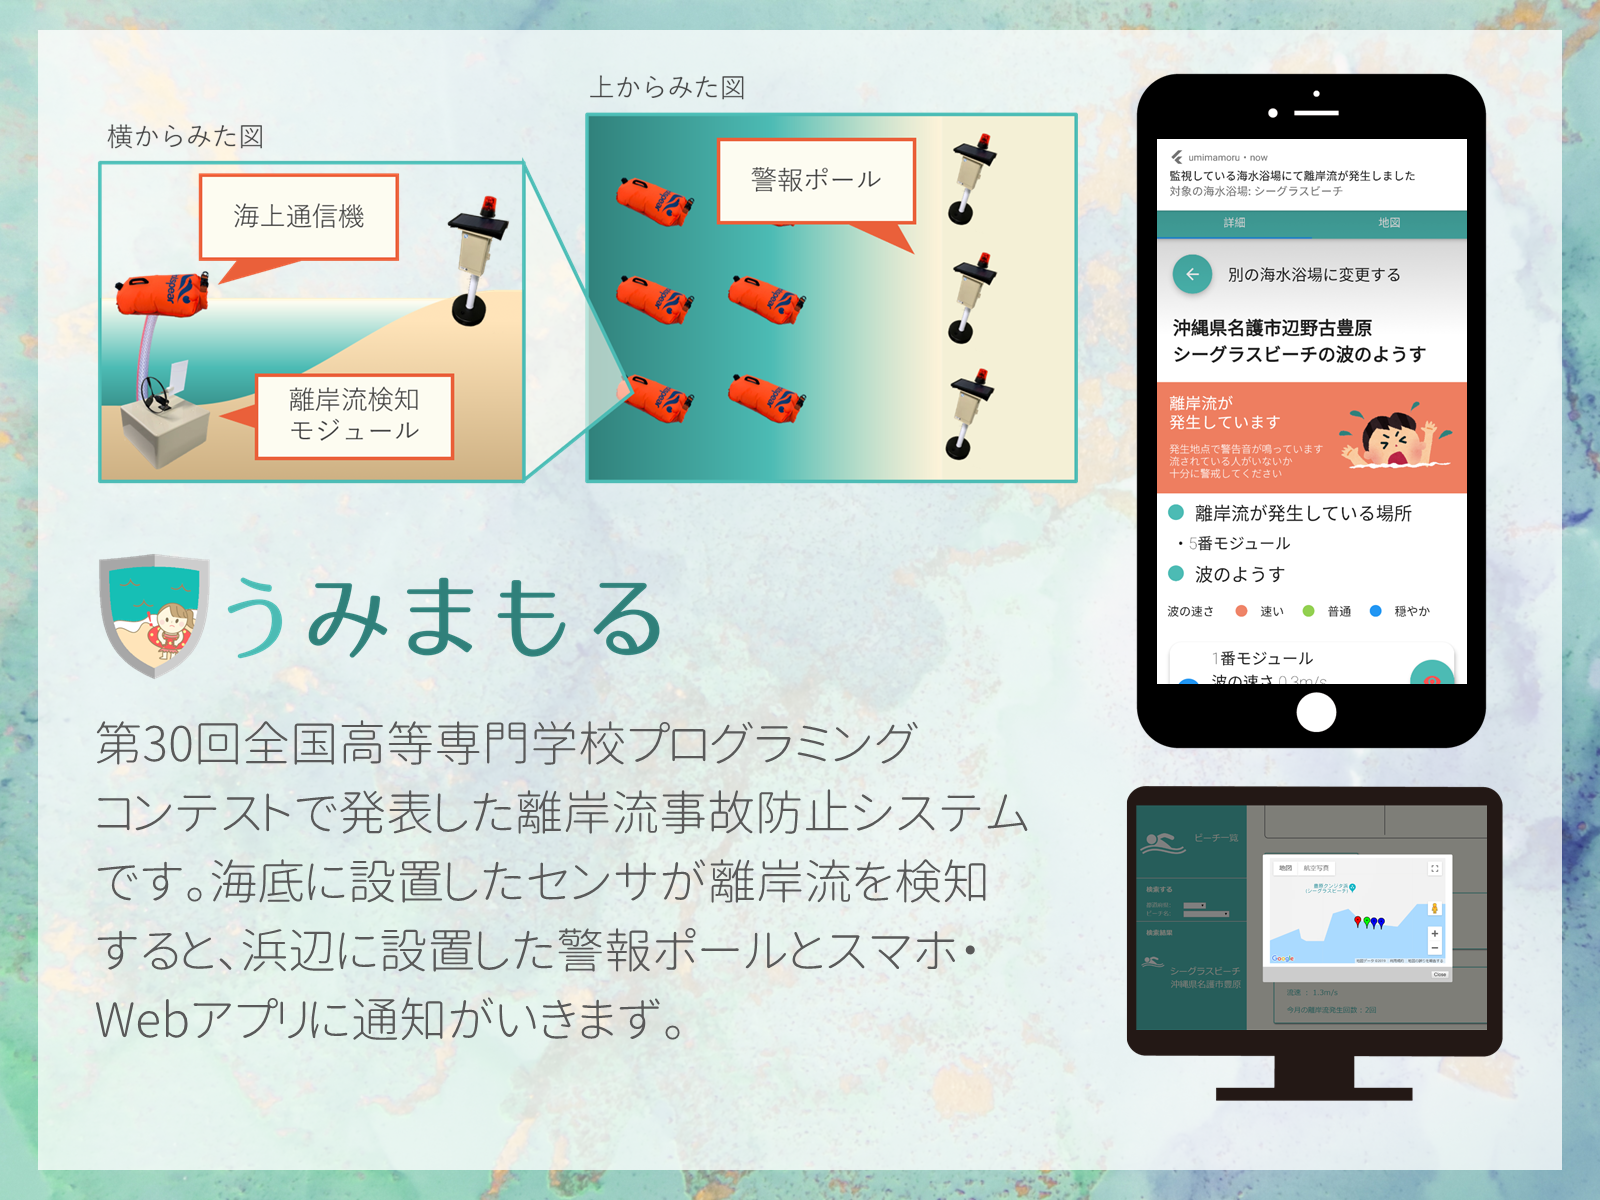 横からみた図
海上通信機
離岸流検知
モジュール
上からみた図
警報ポール
うみまもる
第30回全国高等専門学校プログラミング
コンテストで発表した離岸流事故防止システム
です。海底に設置したセンサが離岸流を検知
すると、浜辺に設置した警報ポールとスマホ・
Webアプリに通知がいきます。
umimamoru・now
監視している海水浴場にて離岸流が発生しました
対象の海水浴場: シーグラスビーチ
詳細 地図
別の海水浴場に変更する
沖縄県名護市辺野古豊原
シーグラスビーチの波のようす
離岸流が
発生しています
発生地点で警告音が鳴っています
流されている人がいないか
十分に警戒してください
離岸流が発生している場所
・5番モジュール
波のようす
波の速さ 速い 普通 穏やか
1番モジュール
波の速さ 0.3m/s
ビーチ一覧
検索する
ビーチ名:
検索結果
シーグラスビーチ
沖縄県名護市豊原
地図 航空写真
(シーグラスビーチ)
Google
Close
流速 : 1.3m/s
今月の離岸流発生回数 : 2回